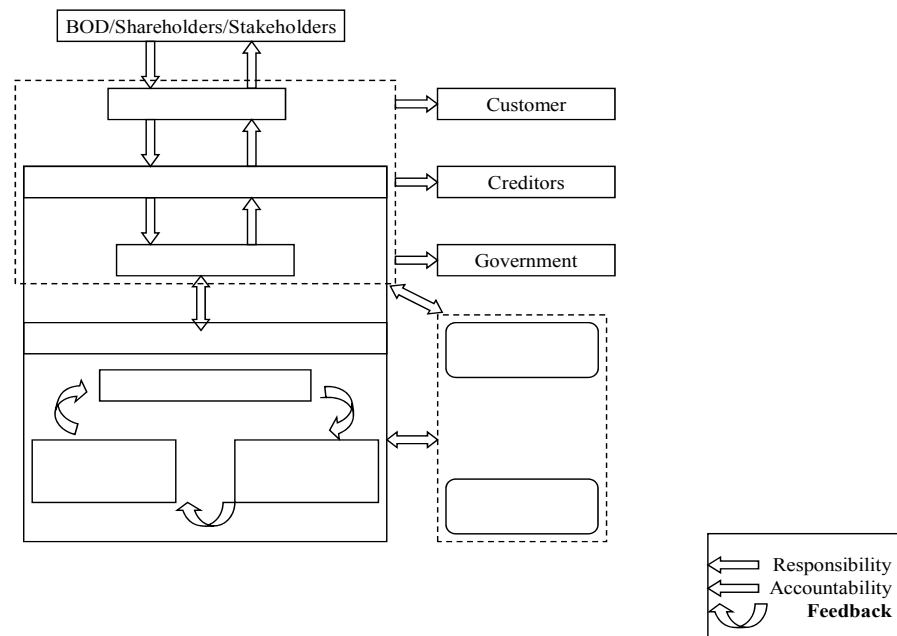 BOD/Shareholders/Stakeholders
Customer
Creditors
Government
Responsibility
Accountability
Feedback